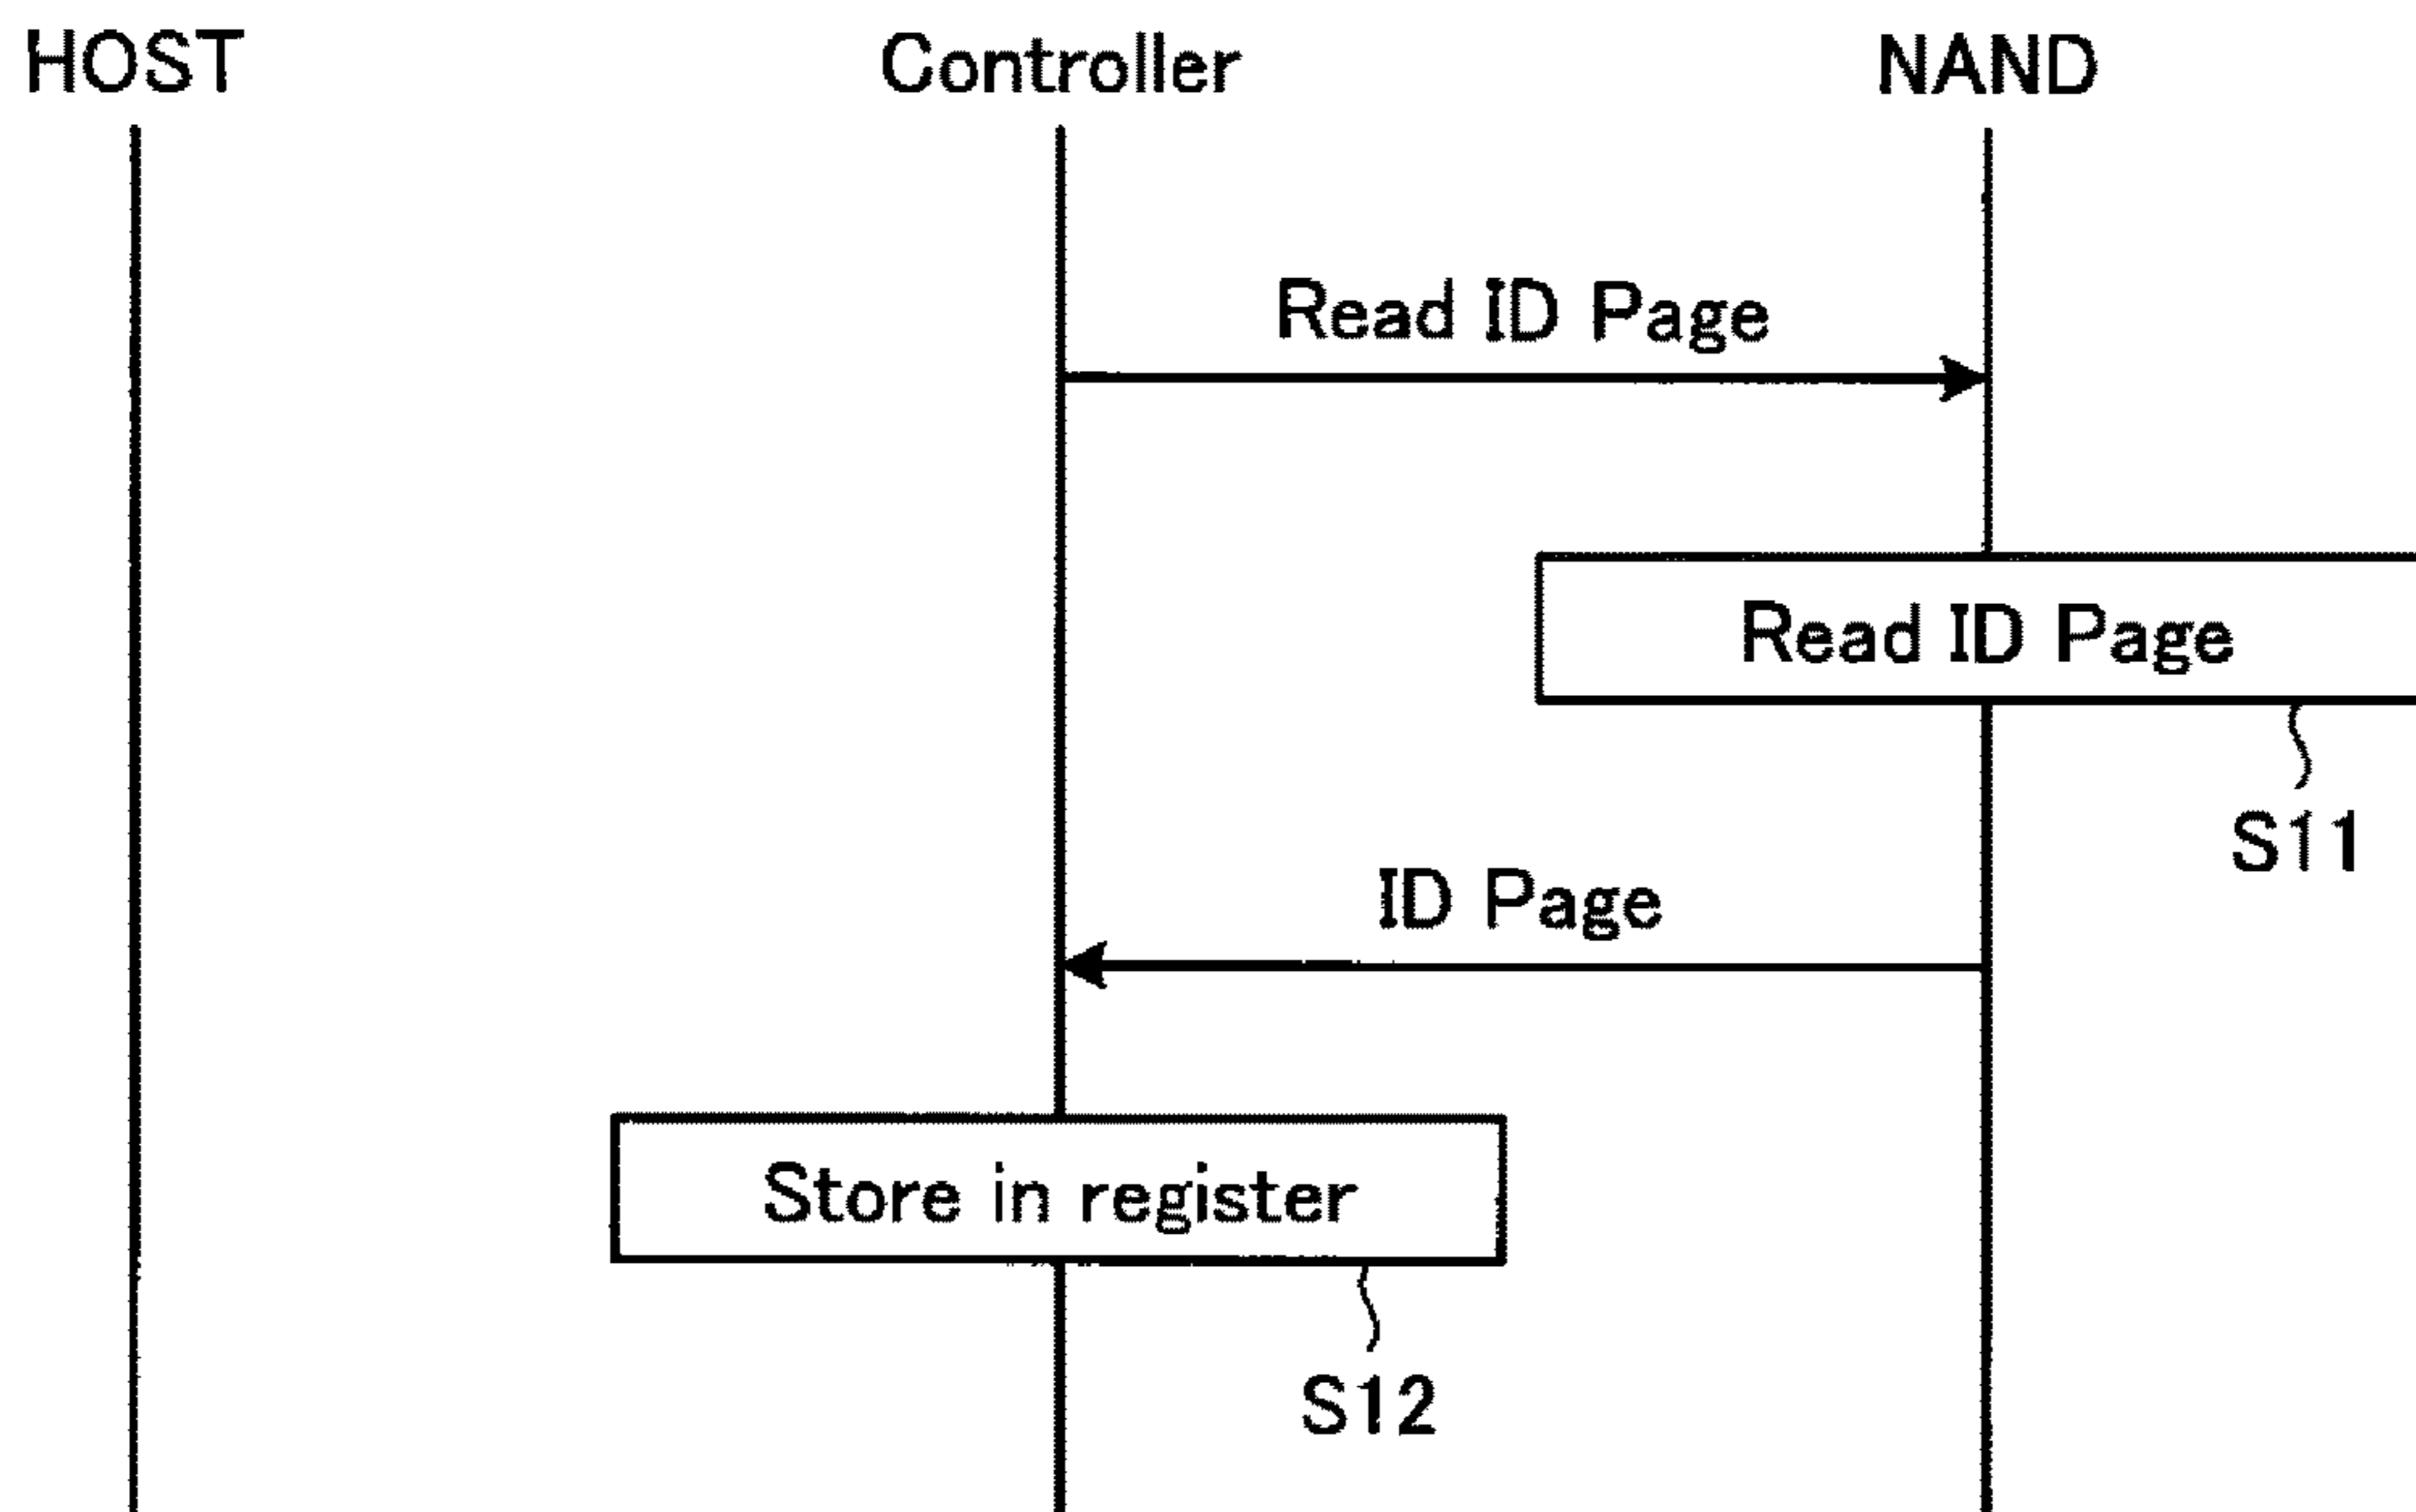 HOST
Controller
NAND
Read ID Page
Read ID Page
S11
ID Page
Store in register
S12